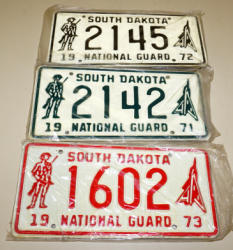 SOUTH DAKOTA
2145
19 NATIONAL GUARD 72
SOUTH DAKOTA
2142
19 NATIONAL GUARD 71
SOUTH DAKOTA
1602
19 NATIONAL GUARD 73